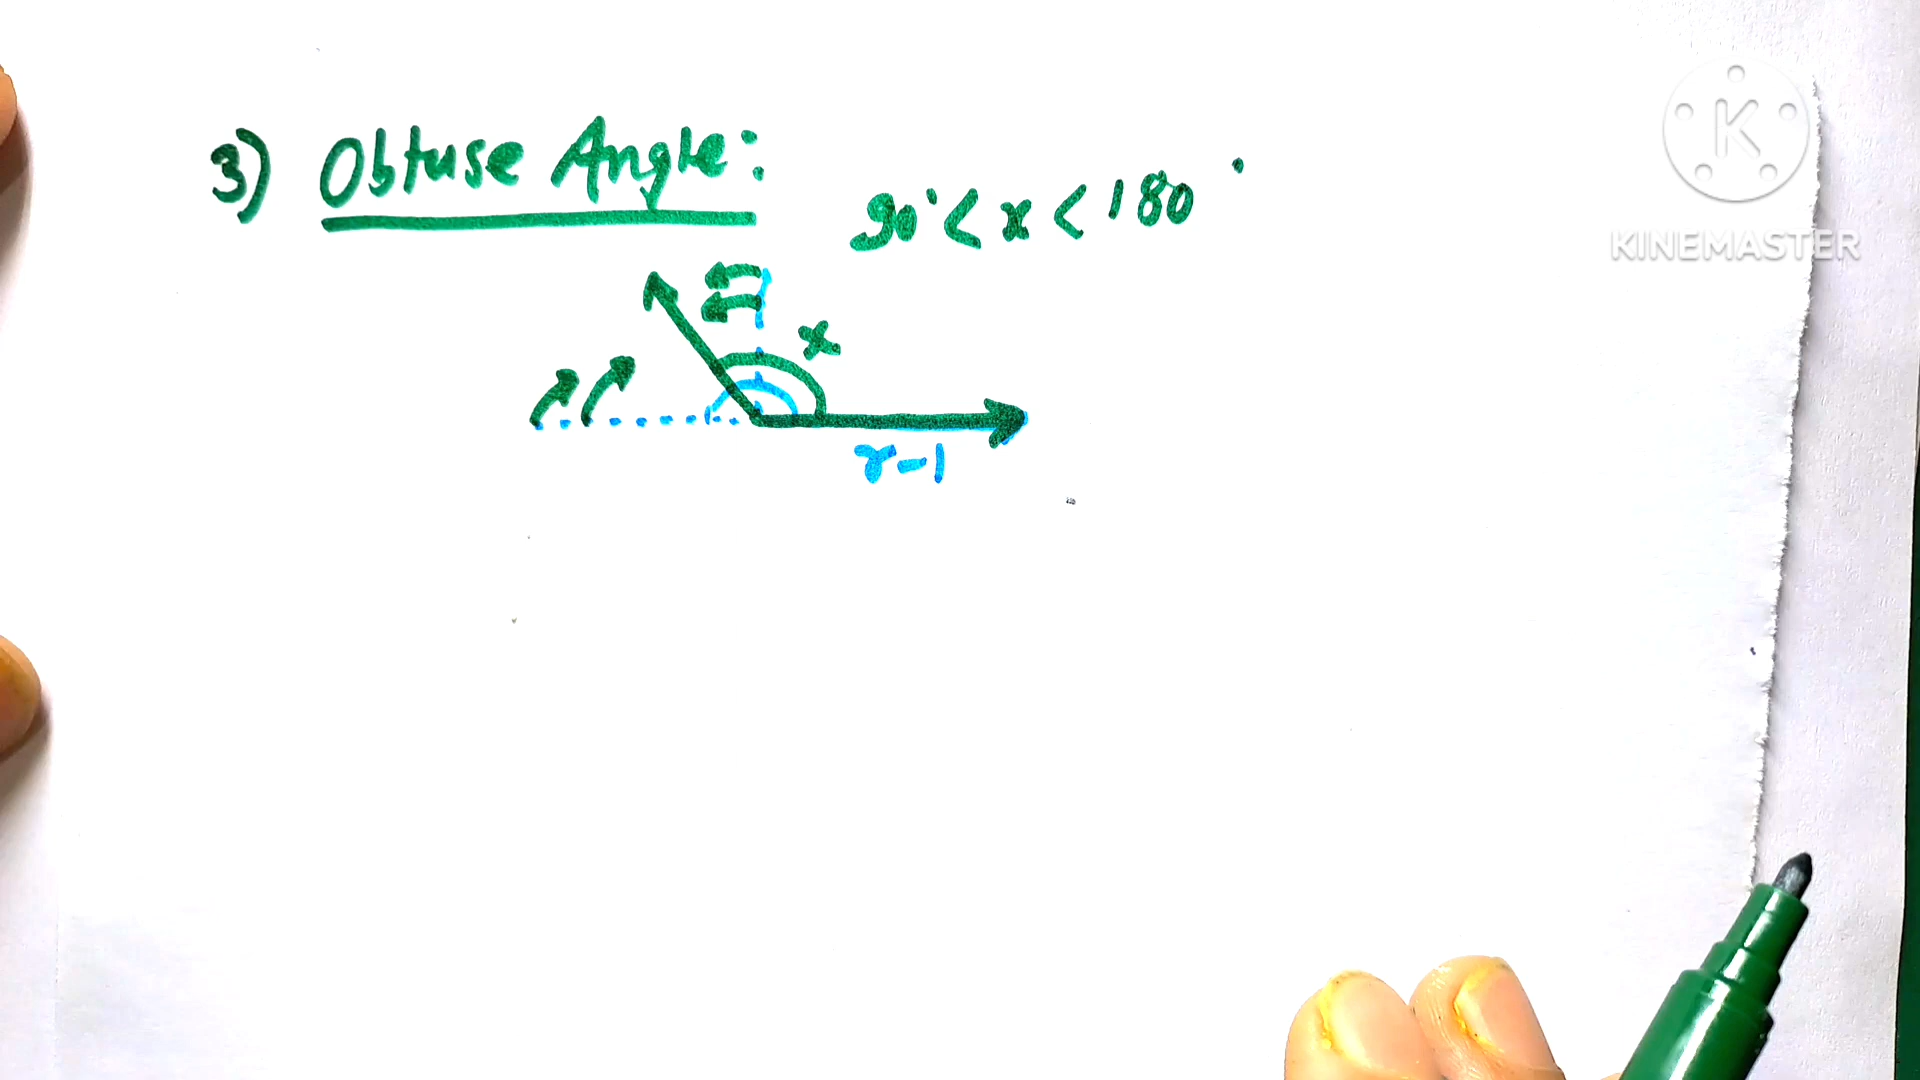 3) Obtuse Angle:
90° < x < 180°
x
r-1
K
KINEMASTER